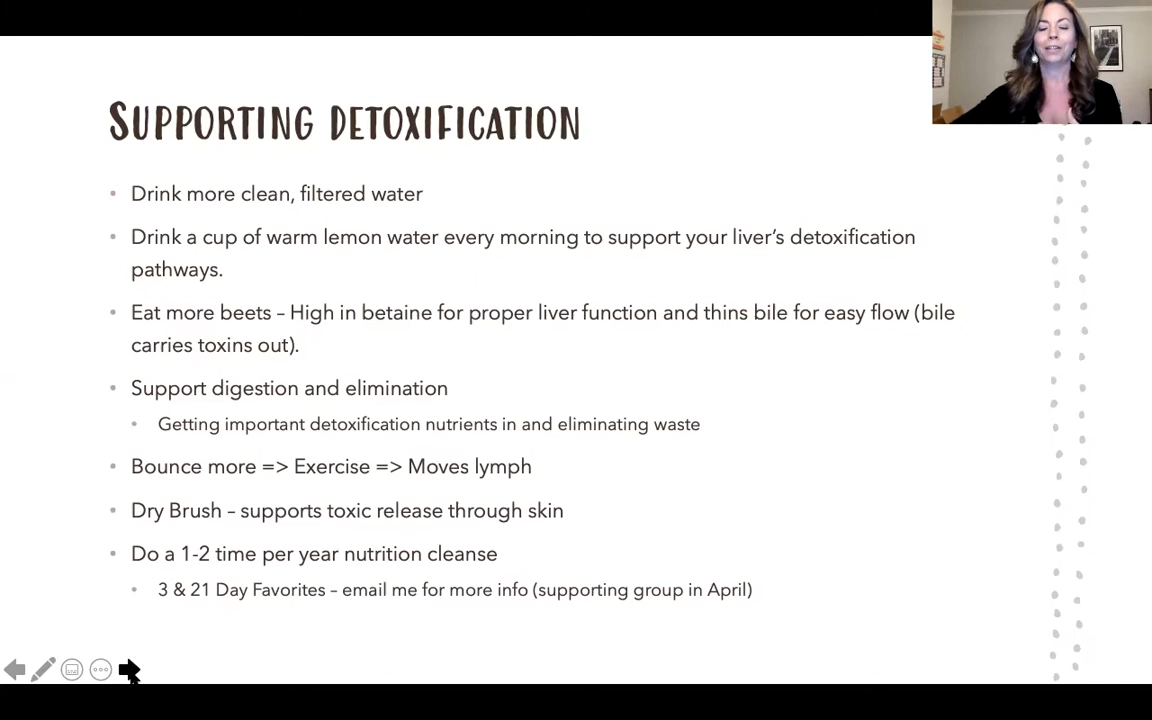 SUPPORTING DETOXIFICATION
• Drink more clean, filtered water
• Drink a cup of warm lemon water every morning to support your liver's detoxification
pathways.
• Eat more beets – High in betaine for proper liver function and thins bile for easy flow (bile
carries toxins out).
• Support digestion and elimination
• Getting important detoxification nutrients in and eliminating waste
• Bounce more => Exercise => Moves lymph
• Dry Brush – supports toxic release through skin
• Do a 1-2 time per year nutrition cleanse
• 3 & 21 Day Favorites – email me for more info (supporting group in April)